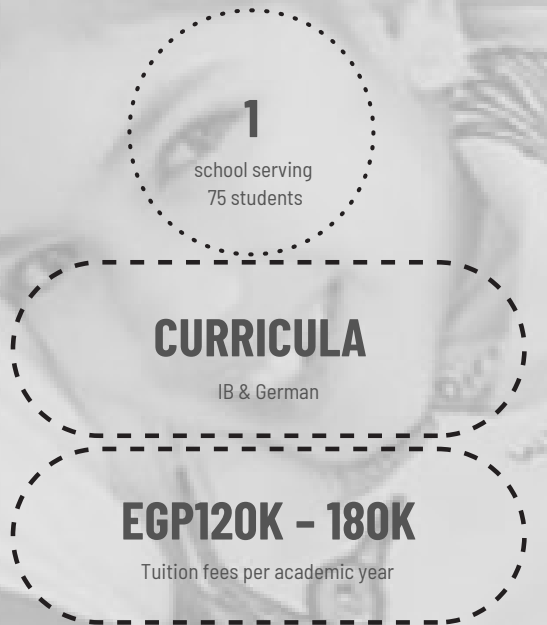 1
school serving
75 students
CURRICULA
IB & German
EGP120K – 180K
Tuition fees per academic year